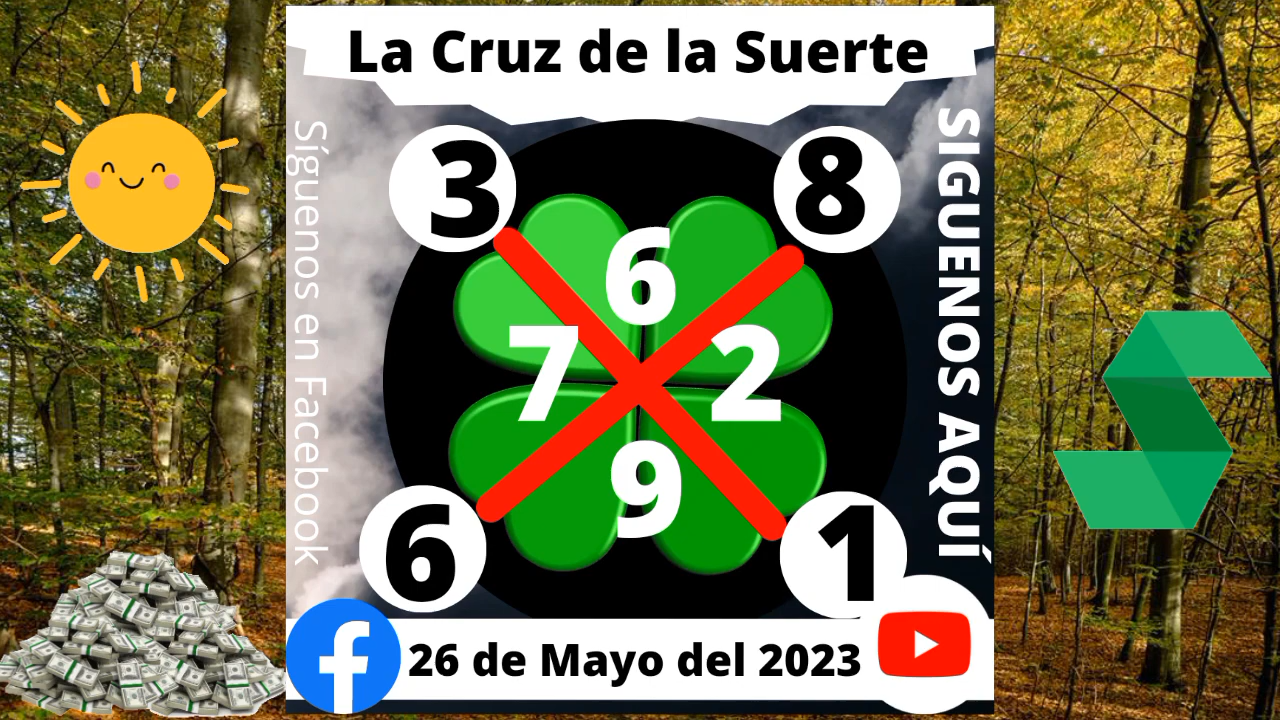 La Cruz de la Suerte
3
8
6
7
2
9
6
1
Síguenos en Facebook
SIGUENOS AQUÍ
26 de Mayo del 2023